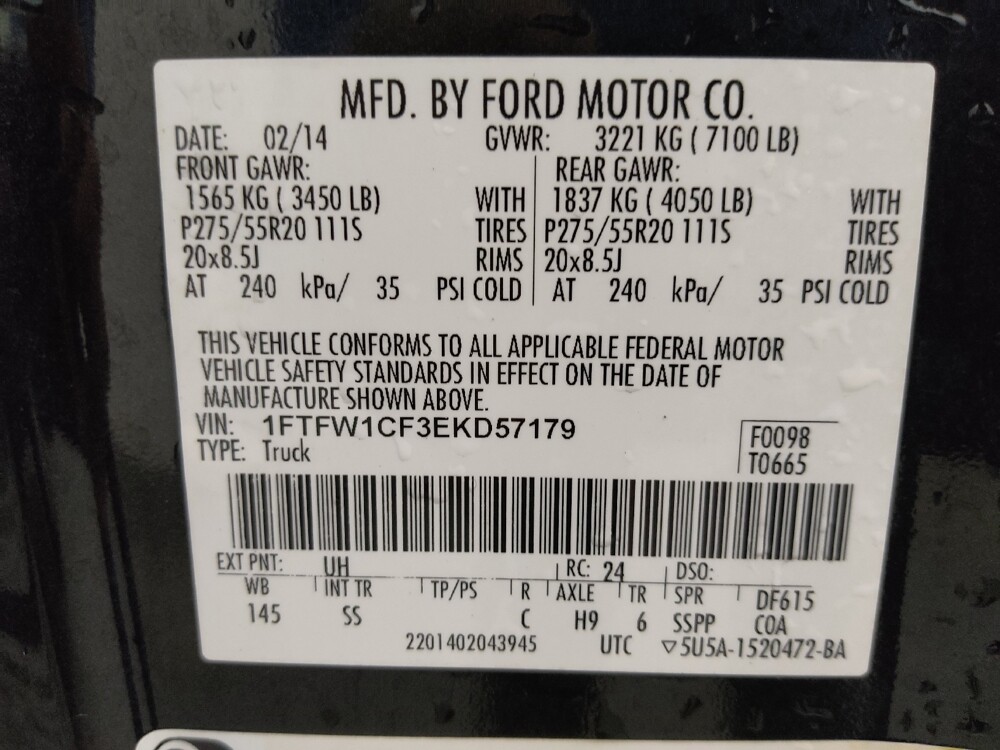 MFD. BY FORD MOTOR CO.
DATE: 02/14 GVWR: 3221 KG ( 7100 LB)
FRONT GAWR: REAR GAWR:
1565 KG ( 3450 LB) WITH 1837 KG ( 4050 LB) WITH
P275/55R20 111S TIRES P275/55R20 111S TIRES
20x8.5J RIMS 20x8.5J RIMS
AT 240 kPa/ 35 PSI COLD AT 240 kPa/ 35 PSI COLD
THIS VEHICLE CONFORMS TO ALL APPLICABLE FEDERAL MOTOR
VEHICLE SAFETY STANDARDS IN EFFECT ON THE DATE OF
MANUFACTURE SHOWN ABOVE.
VIN: 1FTFW1CF3EKD57179
F0098
TYPE: Truck
T0665
EXT PNT: UH RC: 24 DSO:
WB INT TR TP/PS R AXLE TR SPR DF615
145 SS C H9 6 SSPP COA
2201402043945 UTC ▽5U5A-1520472-BA